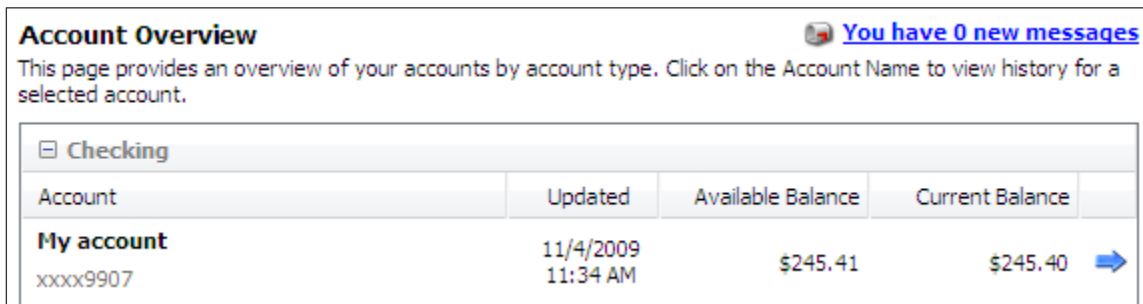 Account Overview
You have 0 new messages
This page provides an overview of your accounts by account type. Click on the Account Name to view history for a
selected account.
Checking
Account Updated Available Balance Current Balance
My account
xxxx9907
11/4/2009
11:34 AM
$245.41 $245.40